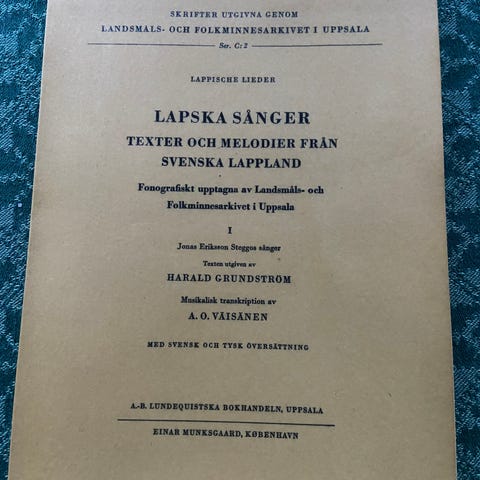 SKRIFTER UTGIVNA GENOM
LANDSMÅLS- OCH FOLKMINNESARKIVET I UPPSALA
Ser. C: 2
LAPPISCHE LIEDER
LAPSKA SÅNGER
TEXTER OCH MELODIER FRÅN
SVENSKA LAPPLAND
Fonografiskt upptagna av Landsmåls- och
Folkminnesarkivet i Uppsala
I
Jonas Eriksson Steggos sånger
Texten utgiven av
HARALD GRUNDSTRÖM
Musikalisk transkription av
A. O. VÄISÄNEN
MED SVENSK OCH TYSK ÖVERSÄTTNING
A.-B. LUNDEQUISTSKA BOKHANDELN, UPPSALA
EINAR MUNKSGAARD, KØBENHAVN